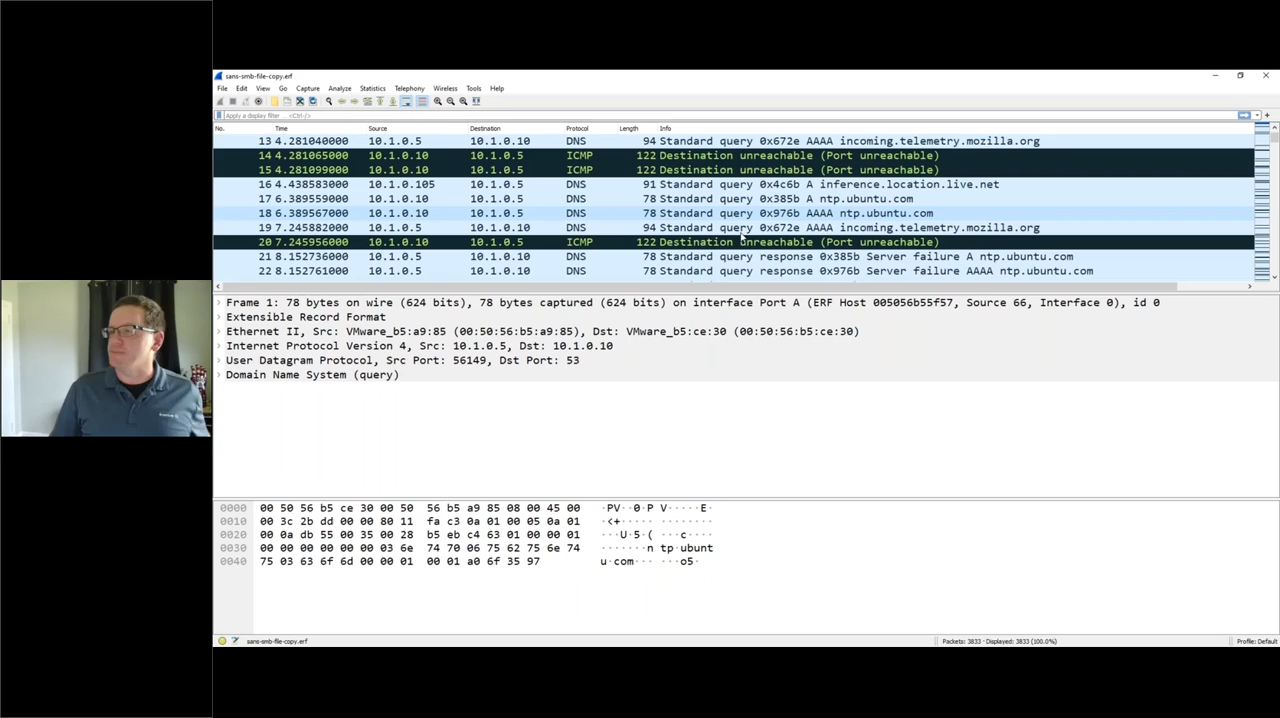 sans-smb-file-copy.erf
File Edit View Go Capture Analyze Statistics Telephony Wireless Tools Help
Apply a display filter ... <Ctrl-/>
No. Time Source Destination Protocol Length Info
13 4.281040000 10.1.0.5 10.1.0.10 DNS 94 Standard query 0x672e AAAA incoming.telemetry.mozilla.org
14 4.281065000 10.1.0.10 10.1.0.5 ICMP 122 Destination unreachable (Port unreachable)
15 4.281099000 10.1.0.10 10.1.0.5 ICMP 122 Destination unreachable (Port unreachable)
16 4.438583000 10.1.0.105 10.1.0.5 DNS 91 Standard query 0x4c6b A inference.location.live.net
17 6.389559000 10.1.0.5 10.1.0.10 DNS 78 Standard query 0x385b A ntp.ubuntu.com
18 6.389567000 10.1.0.5 10.1.0.10 DNS 78 Standard query 0x976b AAAA ntp.ubuntu.com
19 7.245882000 10.1.0.5 10.1.0.10 DNS 94 Standard query 0x672e AAAA incoming.telemetry.mozilla.org
20 7.245956000 10.1.0.10 10.1.0.5 ICMP 122 Destination unreachable (Port unreachable)
21 8.152736000 10.1.0.10 10.1.0.5 DNS 78 Standard query response 0x385b Server failure A ntp.ubuntu.com
22 8.152761000 10.1.0.10 10.1.0.5 DNS 78 Standard query response 0x976b Server failure AAAA ntp.ubuntu.com
Frame 1: 78 bytes on wire (624 bits), 78 bytes captured (624 bits) on interface Port A (ERF Host 005056b55f57, Source 66, Interface 0), id 0
Extensible Record Format
Ethernet II, Src: VMware_b5:a9:85 (00:50:56:b5:a9:85), Dst: VMware_b5:ce:30 (00:50:56:b5:ce:30)
Internet Protocol Version 4, Src: 10.1.0.5, Dst: 10.1.0.10
User Datagram Protocol, Src Port: 56149, Dst Port: 53
Domain Name System (query)
0000 00 50 56 b5 ce 30 00 50 56 b5 a9 85 08 00 45 00 ·PV··0·P V·····E·
0010 00 3c 2b dd 00 00 80 11 fa c3 0a 01 00 05 0a 01 ·<+····· ········
0020 00 0a db 55 00 35 00 28 b5 eb c4 63 01 00 00 01 ···U·5·( ···c····
0030 00 00 00 00 00 00 03 6e 74 70 06 75 62 75 6e 74 ·······n tp·ubunt
0040 75 03 63 6f 6d 00 00 01 00 01 a0 6f 35 97 u·com··· ···o5·
sans-smb-file-copy.erf Packets: 3833 · Displayed: 3833 (100.0%) Profile: Default